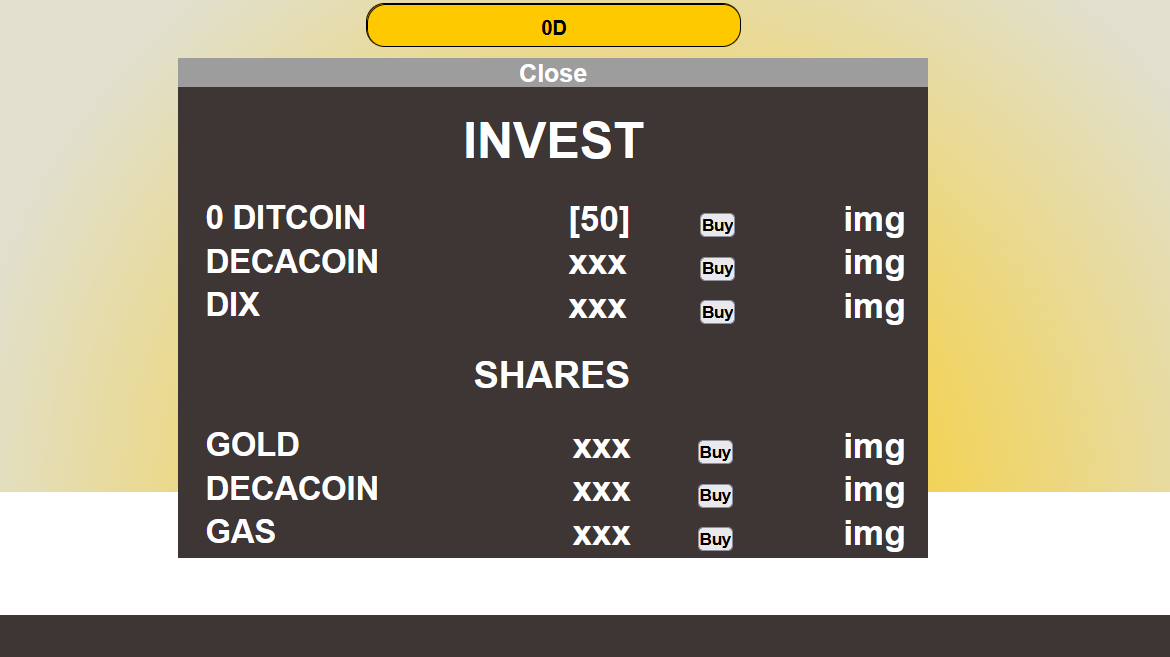 0D
Close
INVEST
0 DITCOIN [50] Buy img
DECACOIN xxx Buy img
DIX xxx Buy img
SHARES
GOLD xxx Buy img
DECACOIN xxx Buy img
GAS xxx Buy img